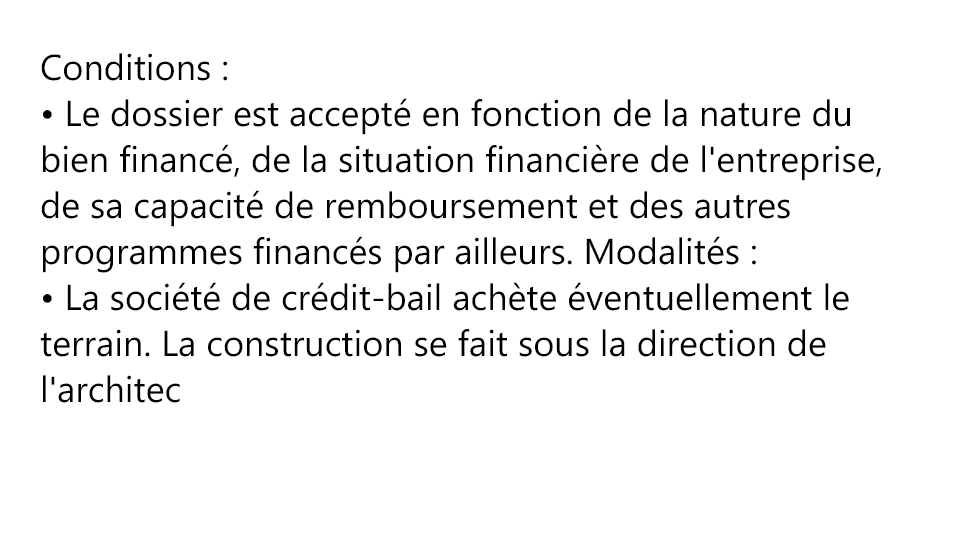 Conditions :
• Le dossier est accepté en fonction de la nature du
bien financé, de la situation financière de l'entreprise,
de sa capacité de remboursement et des autres
programmes financés par ailleurs. Modalités :
• La société de crédit-bail achète éventuellement le
terrain. La construction se fait sous la direction de
l'architec